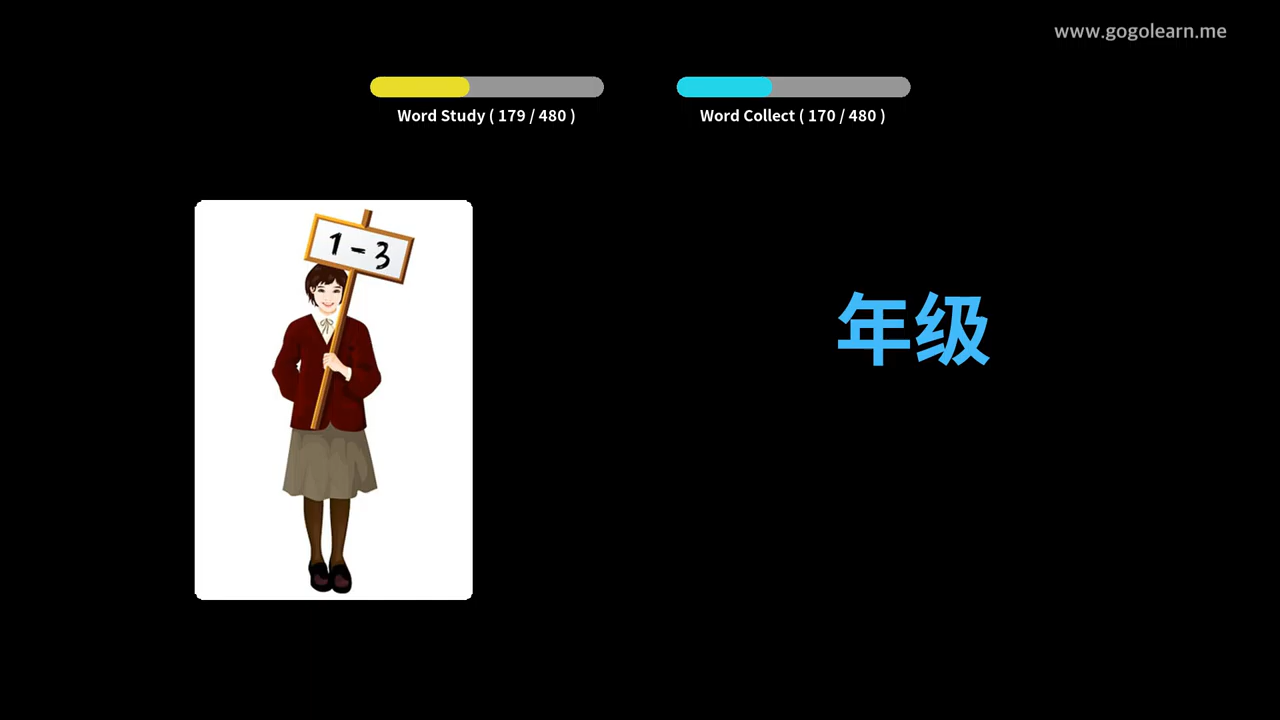 www.gogolearn.me
Word Study ( 179 / 480 )
Word Collect ( 170 / 480 )
1 - 3
年级